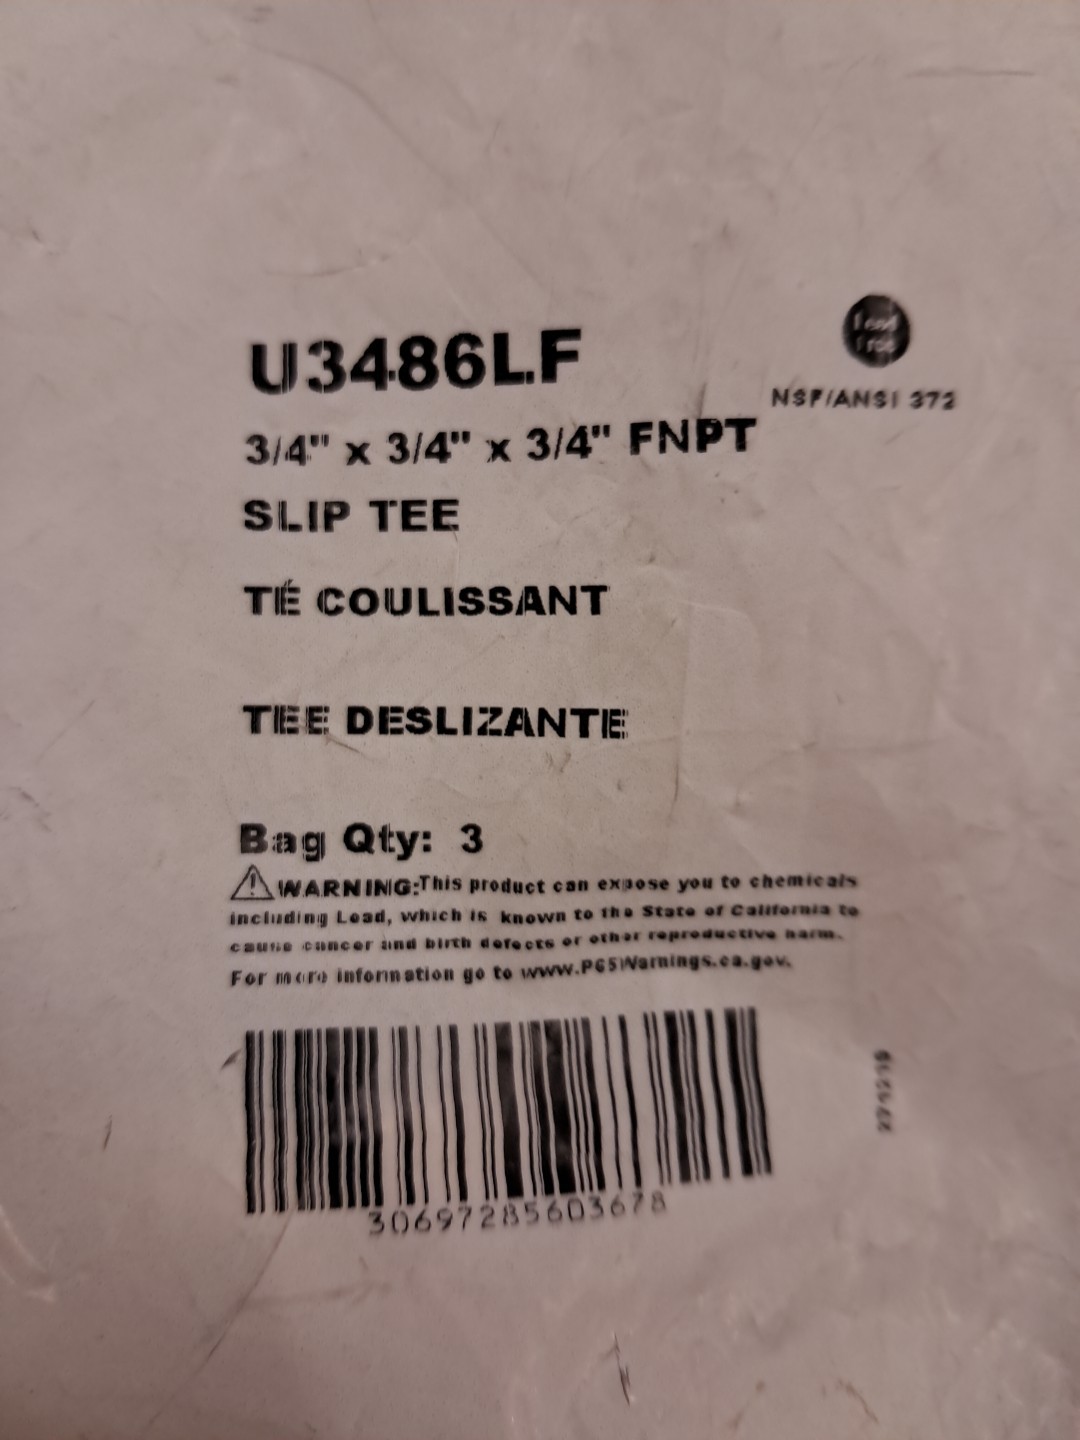 U3486LF
Lead
Free
NSF/ANSI 372
3/4" x 3/4" x 3/4" FNPT
SLIP TEE
TÉ COULISSANT
TEE DESLIZANTE
Bag Qty: 3
WARNING:This product can expose you to chemicals
including Lead, which is known to the State of California to
cause cancer and birth defects or other reproductive harm.
For more information go to www.P65Warnings.ca.gov.
30697285603678